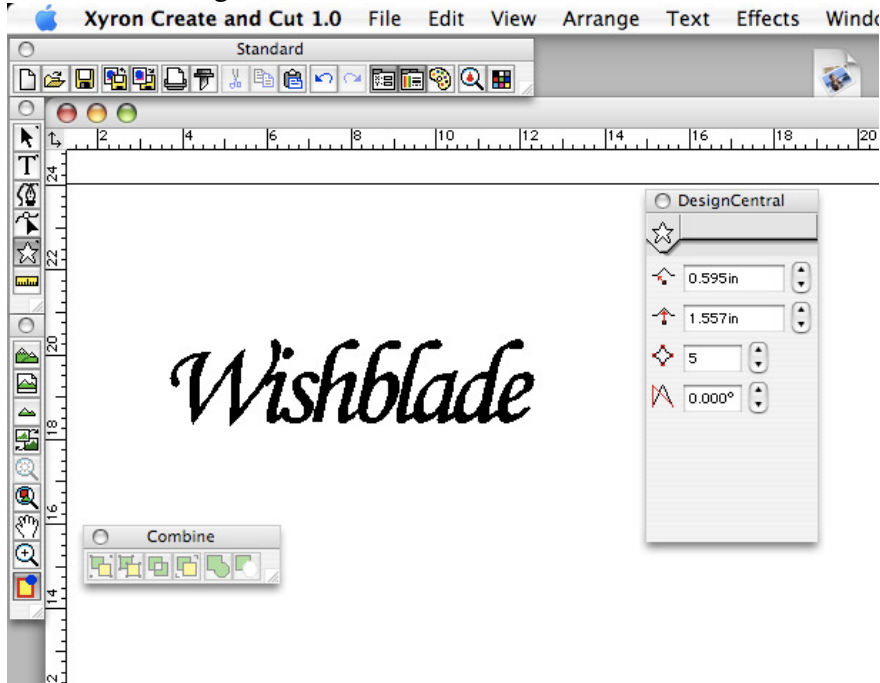 Xyron Create and Cut 1.0 File Edit View Arrange Text Effects
Standard
2 4 6 8 10 12 14 16 18 20
24
DesignCentral
22
0.595in
1.557in
20
5
Wishblade
0.000°
18
16
Combine
14